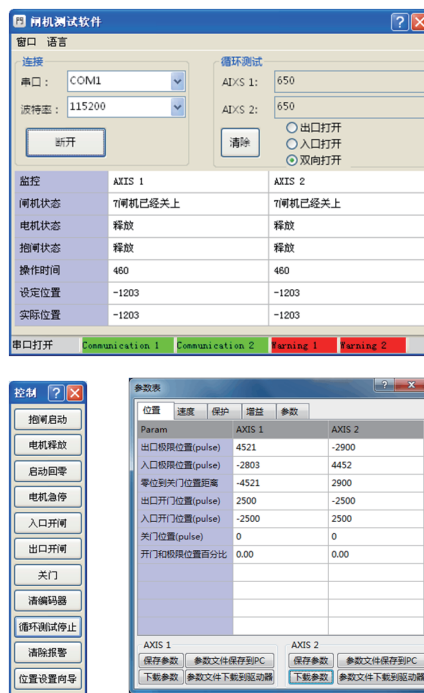 闸机测试软件
窗口 语言
连接
串口： COM1
波特率： 115200
断开
循环测试
AIXS 1: 650
AIXS 2: 650
清除
出口打开
入口打开
双向打开
监控 AXIS 1 AXIS 2
闸机状态 7闸机已经关上 7闸机已经关上
电机状态 释放 释放
抱闸状态 释放 释放
操作时间 460 460
设定位置 -1203 -1203
实际位置 -1203 -1203
串口打开 Communication 1 Communication 2 Warning 1 Warning 2
控制
抱闸启动
电机释放
启动回零
电机急停
入口开闸
出口开闸
关门
清编码器
循环测试停止
清除报警
位置设置向导
参数表
位置 速度 保护 增益 参数
Param AXIS 1 AXIS 2
出口极限位置(pulse) 4521 -2900
入口极限位置(pulse) -2803 4452
零位到关门位置距离 -4521 2900
出口开门位置(pulse) 2500 -2500
入口开门位置(pulse) -2500 2500
关门位置(pulse) 0 0
开门和极限位置百分比 0.00 0.00
AXIS 1
保存参数 参数文件保存到PC
下载参数 参数文件下载到驱动器
AXIS 2
保存参数 参数文件保存到PC
下载参数 参数文件下载到驱动器